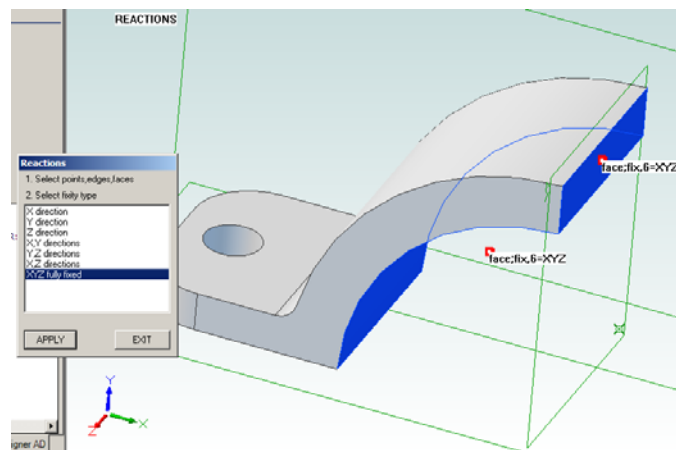 REACTIONS
Reactions
1. Select points,edges,faces
2. Select fixity type
X direction
Y direction
Z direction
X,Y directions
Y,Z directions
X,Z directions
XYZ fully fixed
APPLY
EXIT
face;fix,6=XYZ
face;fix,6=XYZ
Y
X
Z
igner AD